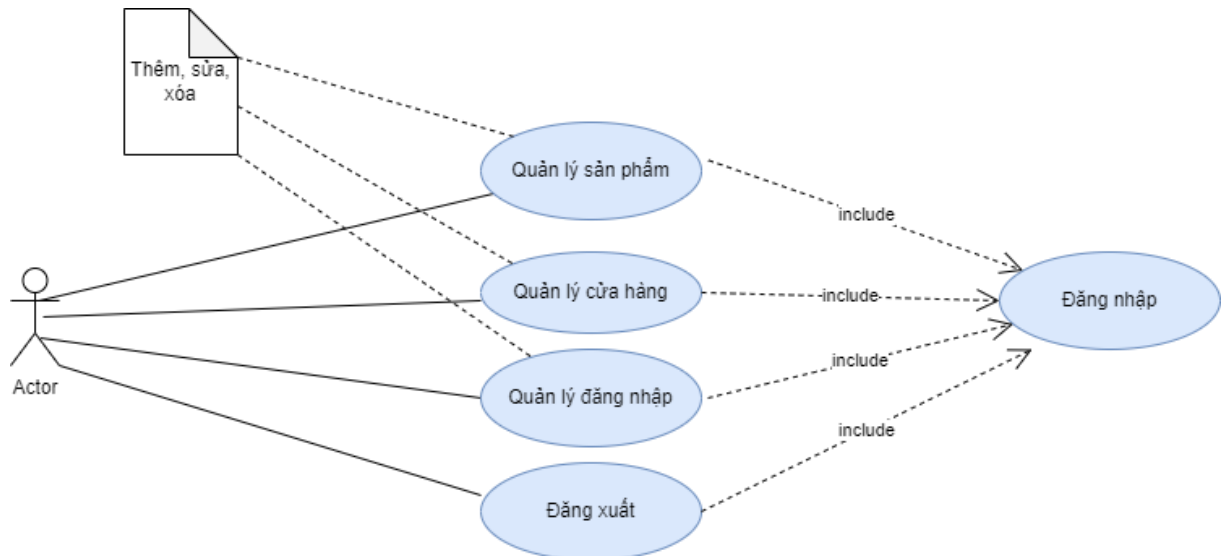 Thêm, sửa,
xóa
Quản lý sản phẩm
include
Quản lý cửa hàng
include
Đăng nhập
Actor
Quản lý đăng nhập
include
include
Đăng xuất